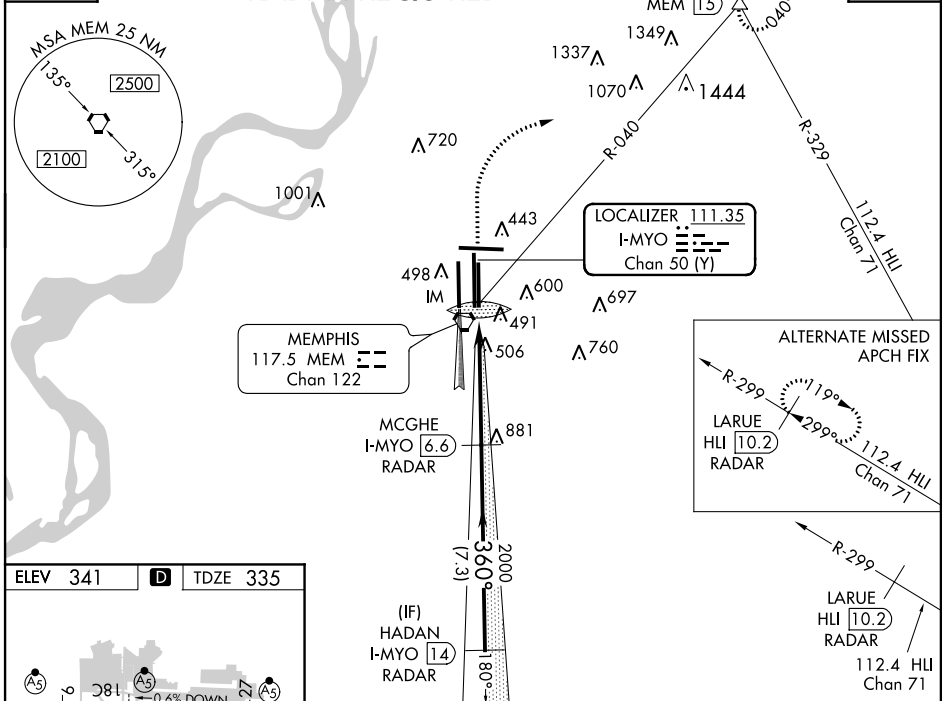 MEM 15
040°
MSA MEM 25 NM
135°
2500
2100
315°
1349
1337
1070
1444
720
R-040
R-329
1001
112.4 HLI
Chan 71
443
LOCALIZER 111.35
I-MYO
Chan 50 (Y)
498
IM
600
697
491
MEMPHIS
117.5 MEM
Chan 122
506
760
ALTERNATE MISSED
APCH FIX
R-299
119°
LARUE
HLI 10.2
RADAR
299°
112.4 HLI
Chan 71
MCGHE
I-MYO 6.6
RADAR
881
360°
(7.3)
2000
R-299
ELEV 341 D TDZE 335
(IF)
HADAN
I-MYO 14
RADAR
180°
LARUE
HLI 10.2
RADAR
112.4 HLI
Chan 71
A5
A5
A5
9
18C
0.6% DOWN
27